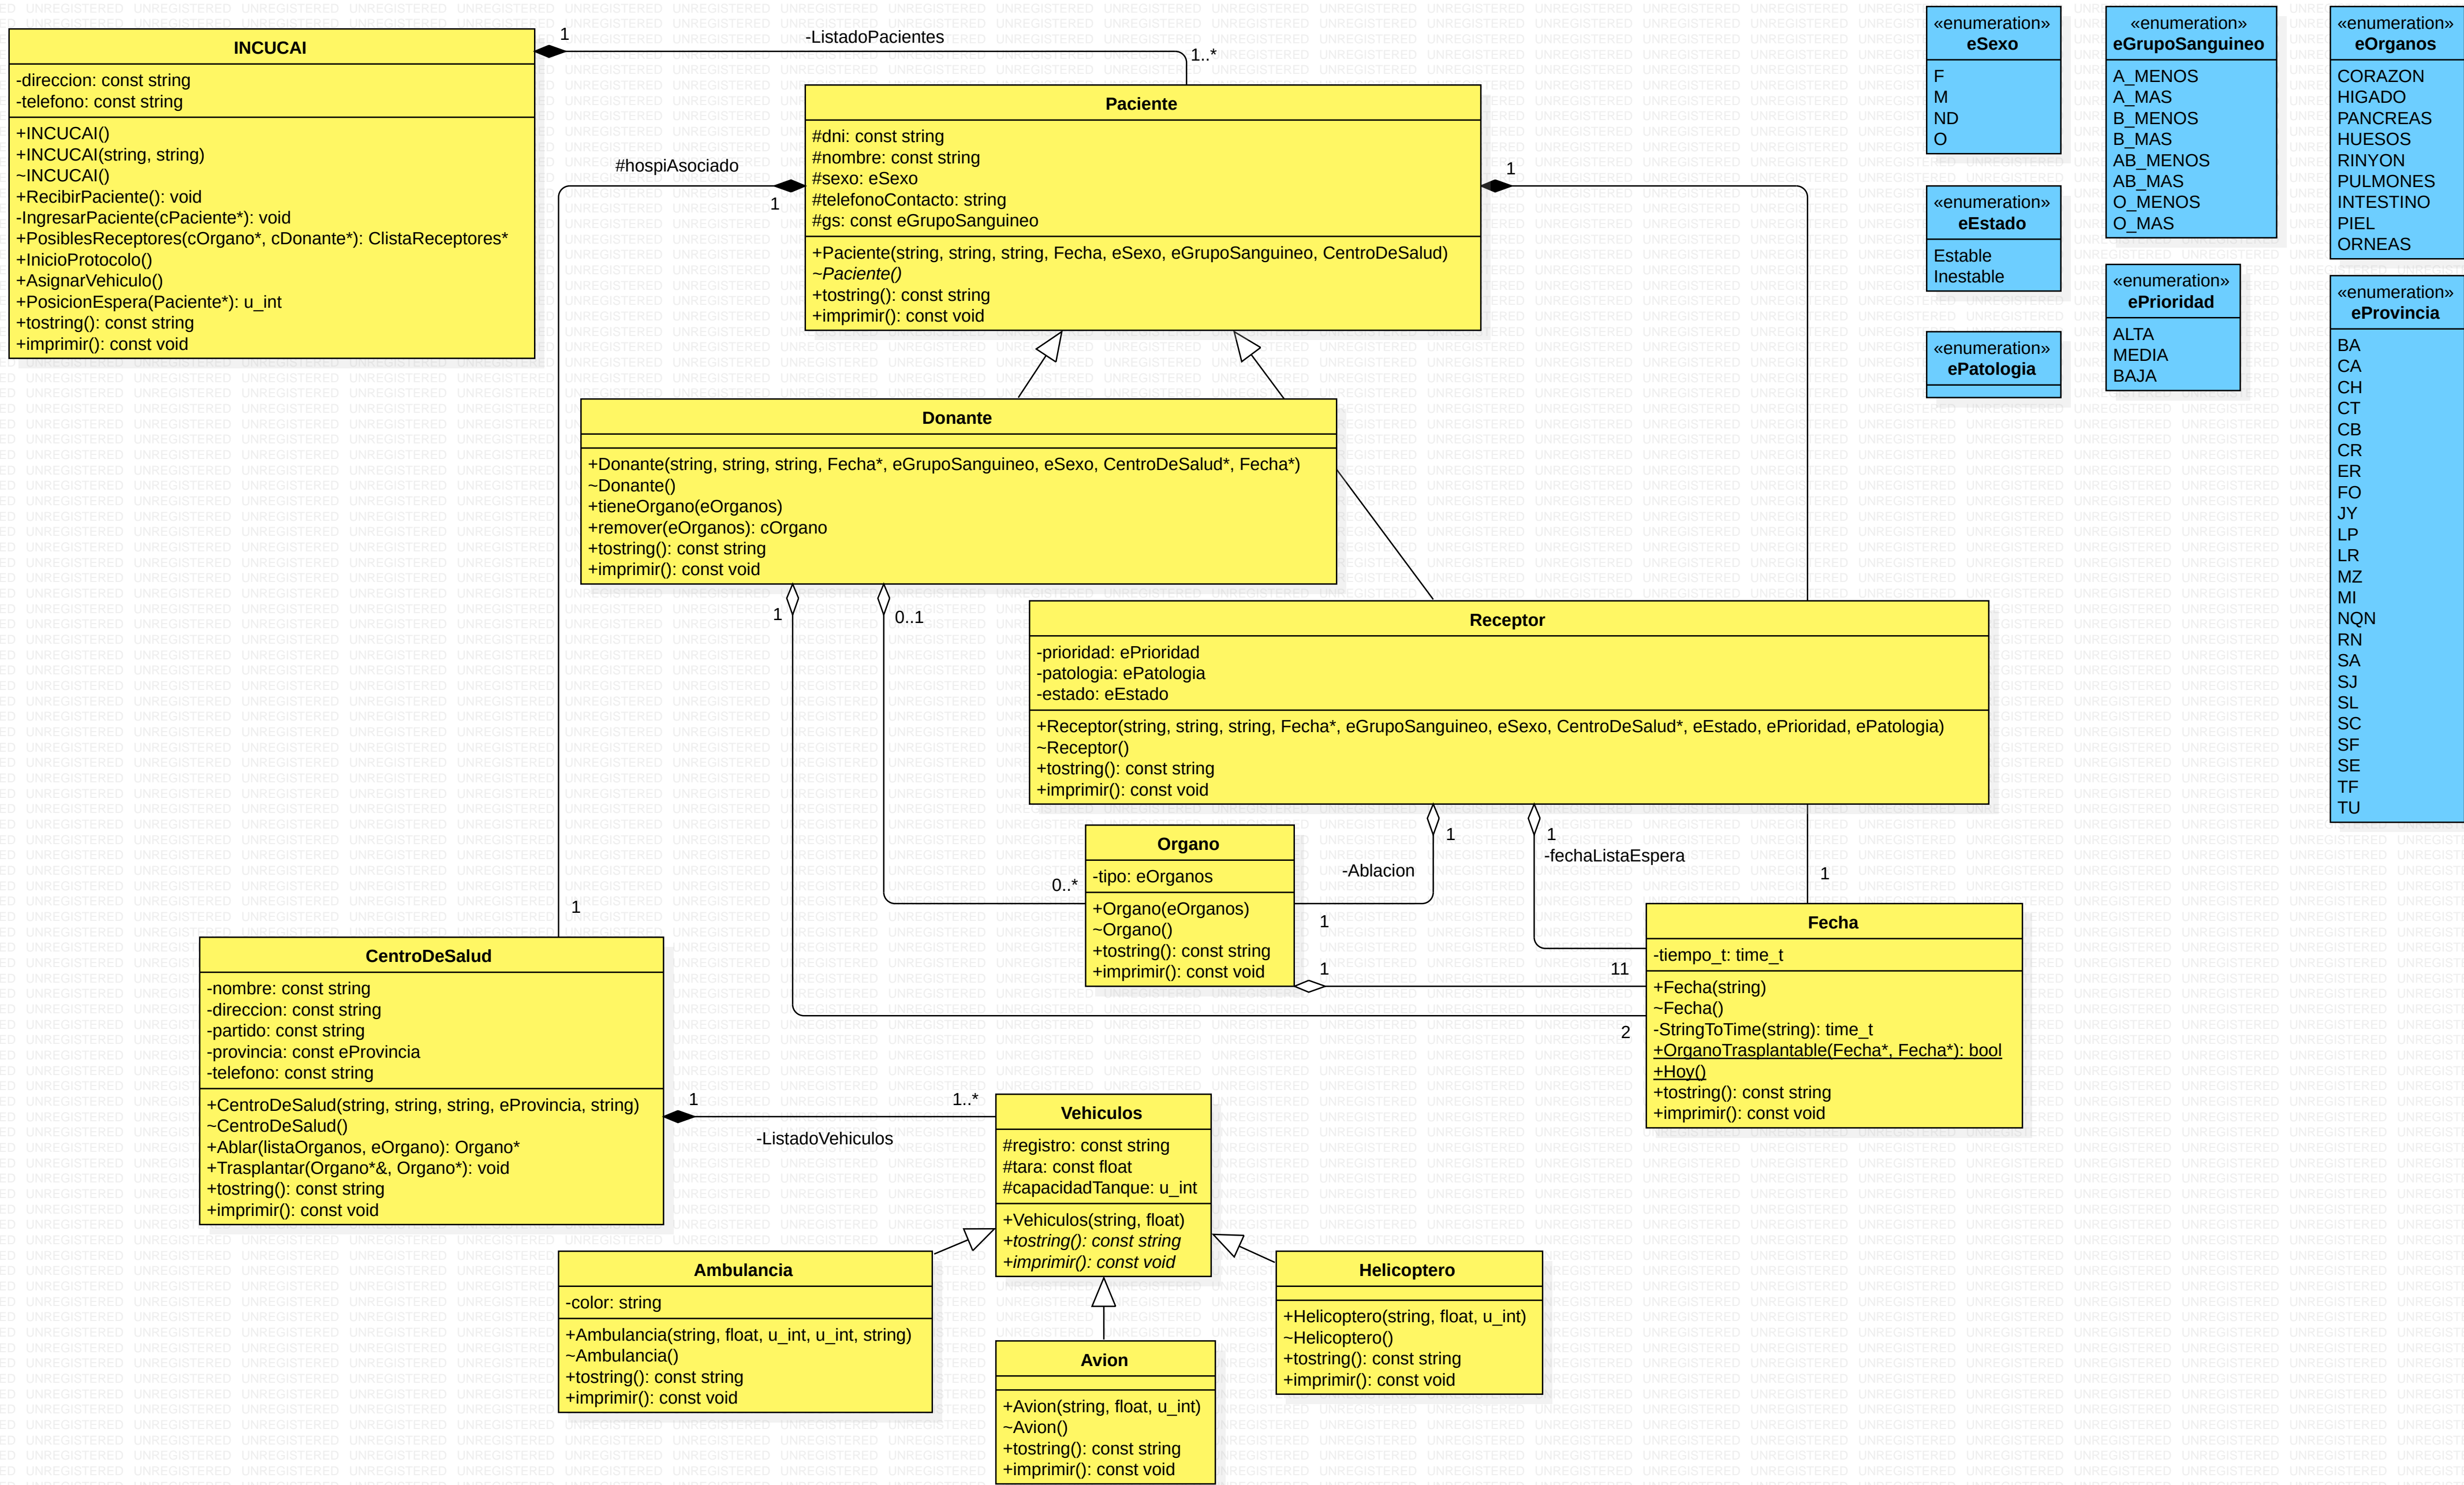 INCUCAI
-direccion: const string
-telefono: const string
+INCUCAI()
+INCUCAI(string, string)
~INCUCAI()
+RecibirPaciente(): void
-IngresarPaciente(cPaciente*): void
+PosiblesReceptores(cOrgano*, cDonante*): ClistaReceptores*
+InicioProtocolo()
+AsignarVehiculo()
+PosicionEspera(Paciente*): u_int
+tostring(): const string
+imprimir(): const void
1
-ListadoPacientes
1..*
Paciente
#dni: const string
#nombre: const string
#sexo: eSexo
#telefonoContacto: string
#gs: const eGrupoSanguineo
+Paciente(string, string, string, Fecha, eSexo, eGrupoSanguineo, CentroDeSalud)
~Paciente()
+tostring(): const string
+imprimir(): const void
#hospiAsociado
1
1
«enumeration»
eSexo
F
M
ND
O
«enumeration»
eGrupoSanguineo
A_MENOS
A_MAS
B_MENOS
B_MAS
AB_MENOS
AB_MAS
O_MENOS
O_MAS
«enumeration»
eOrganos
CORAZON
HIGADO
PANCREAS
HUESOS
RINYON
PULMONES
INTESTINO
PIEL
ORNEAS
«enumeration»
eEstado
Estable
Inestable
«enumeration»
ePrioridad
ALTA
MEDIA
BAJA
«enumeration»
ePatologia
«enumeration»
eProvincia
BA
CA
CH
CT
CB
CR
ER
FO
JY
LP
LR
MZ
MI
NQN
RN
SA
SJ
SL
SC
SF
SE
TF
TU
Donante
+Donante(string, string, string, Fecha*, eGrupoSanguineo, eSexo, CentroDeSalud*, Fecha*)
~Donante()
+tieneOrgano(eOrganos)
+remover(eOrganos): cOrgano
+tostring(): const string
+imprimir(): const void
1
0..1
Receptor
-prioridad: ePrioridad
-patologia: ePatologia
-estado: eEstado
+Receptor(string, string, string, Fecha*, eGrupoSanguineo, eSexo, CentroDeSalud*, eEstado, ePrioridad, ePatologia)
~Receptor()
+tostring(): const string
+imprimir(): const void
1
-Ablacion
1
1
-fechaListaEspera
1
0..*
Organo
-tipo: eOrganos
+Organo(eOrganos)
~Organo()
+tostring(): const string
+imprimir(): const void
1
11
2
1
Fecha
-tiempo_t: time_t
+Fecha(string)
~Fecha()
-StringToTime(string): time_t
+OrganoTrasplantable(Fecha*, Fecha*): bool
+Hoy()
+tostring(): const string
+imprimir(): const void
CentroDeSalud
-nombre: const string
-direccion: const string
-partido: const string
-provincia: const eProvincia
-telefono: const string
+CentroDeSalud(string, string, string, eProvincia, string)
~CentroDeSalud()
+Ablar(listaOrganos, eOrgano): Organo*
+Trasplantar(Organo*&, Organo*): void
+tostring(): const string
+imprimir(): const void
1
-ListadoVehiculos
1..*
Vehiculos
#registro: const string
#tara: const float
#capacidadTanque: u_int
+Vehiculos(string, float)
+tostring(): const string
+imprimir(): const void
Ambulancia
-color: string
+Ambulancia(string, float, u_int, u_int, string)
~Ambulancia()
+tostring(): const string
+imprimir(): const void
Avion
+Avion(string, float, u_int)
~Avion()
+tostring(): const string
+imprimir(): const void
Helicoptero
+Helicoptero(string, float, u_int)
~Helicoptero()
+tostring(): const string
+imprimir(): const void
UNREGISTERED